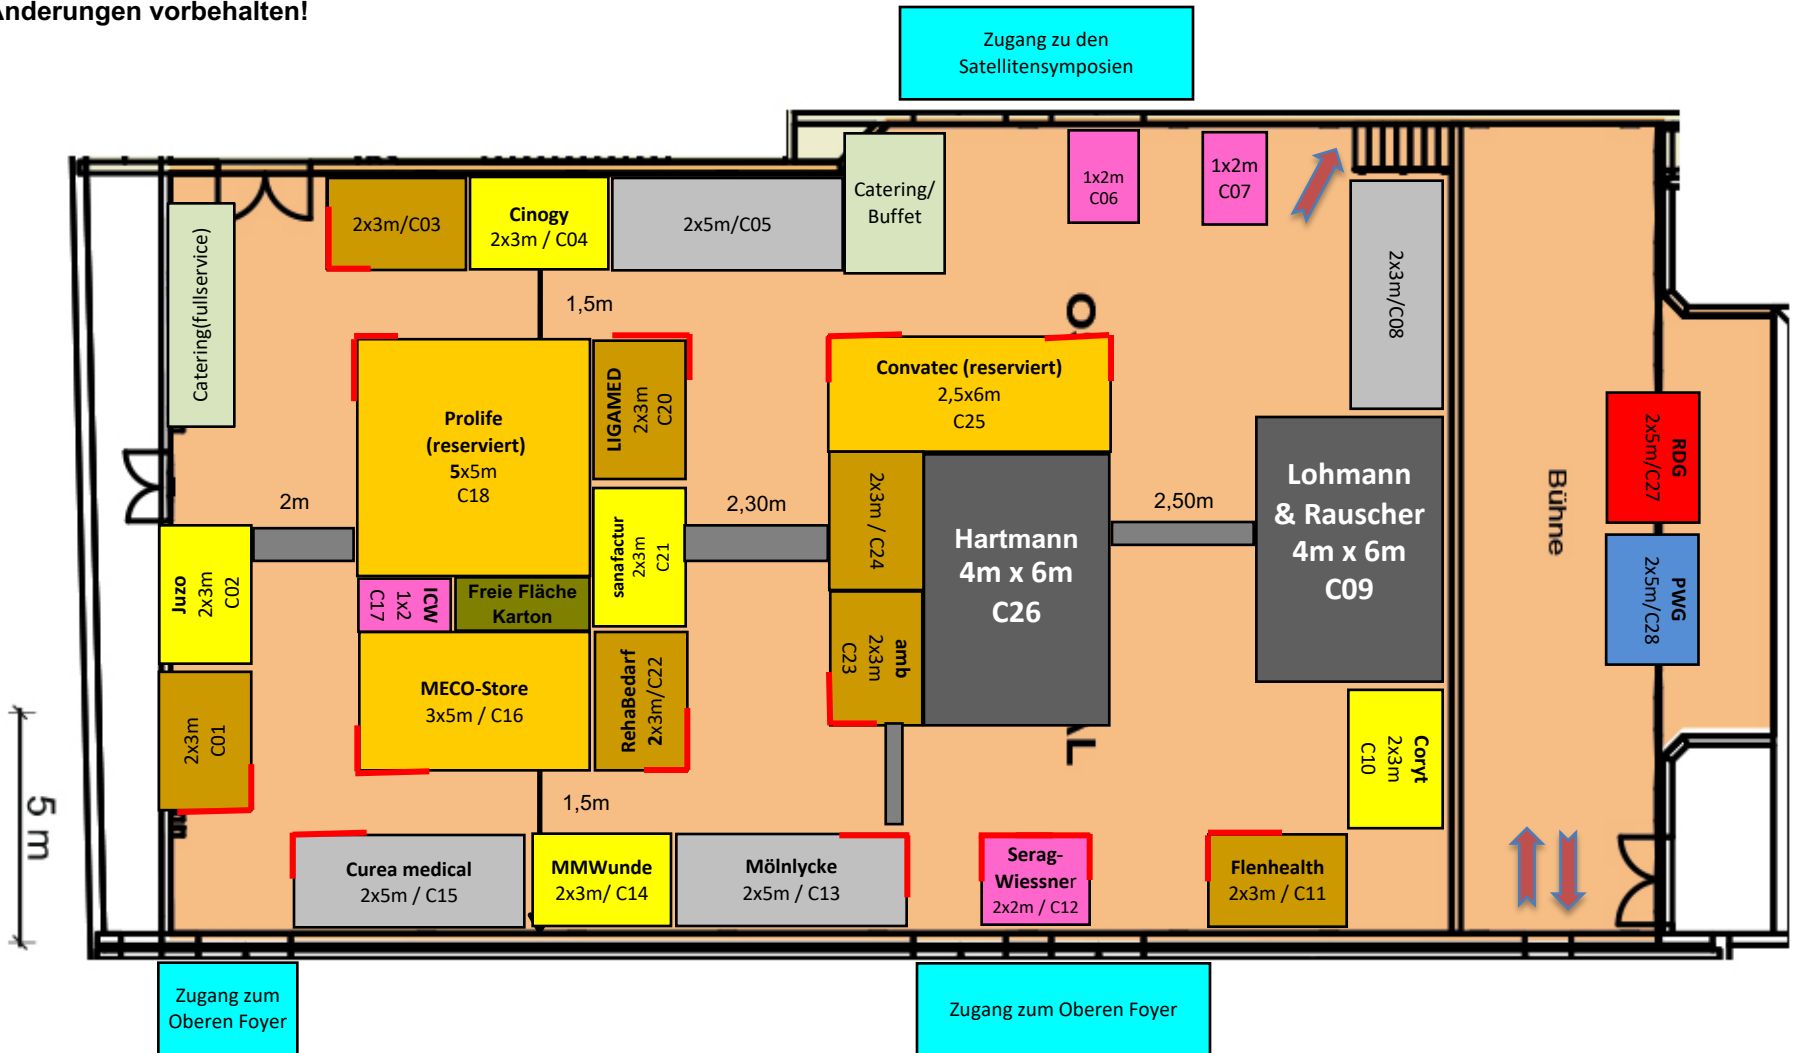 Änderungen vorbehalten!
Zugang zu den
Satellitensymposien
Catering(fullservice)
2x3m/C03
Cinogy
2x3m / C04
2x5m/C05
Catering/
Buffet
1x2m
C06
1x2m
C07
2x3m/C08
1,5m
Prolife
(reserviert)
5x5m
C18
LIGAMED
2x3m
C20
Convatec (reserviert)
2,5x6m
C25
2m
2,30m
2,50m
sanafactur
2x3m
C21
2x3m / C24
Hartmann
4m x 6m
C26
Lohmann
& Rauscher
4m x 6m
C09
Bühne
RDG
2x5m/C27
PWG
2x5m/C28
Juzo
2x3m
C02
ICW
1x2
C17
Freie Fläche
Karton
2x3m
C01
MECO-Store
3x5m / C16
RehaBedarf
2x3m/C22
amb
2x3m
C23
Coryt
2x3m
C10
5 m
1,5m
Curea medical
2x5m / C15
MMWunde
2x3m/ C14
Mölnlycke
2x5m / C13
Serag-
Wiessner
2x2m / C12
Flenhealth
2x3m / C11
Zugang zum
Oberen Foyer
Zugang zum Oberen Foyer